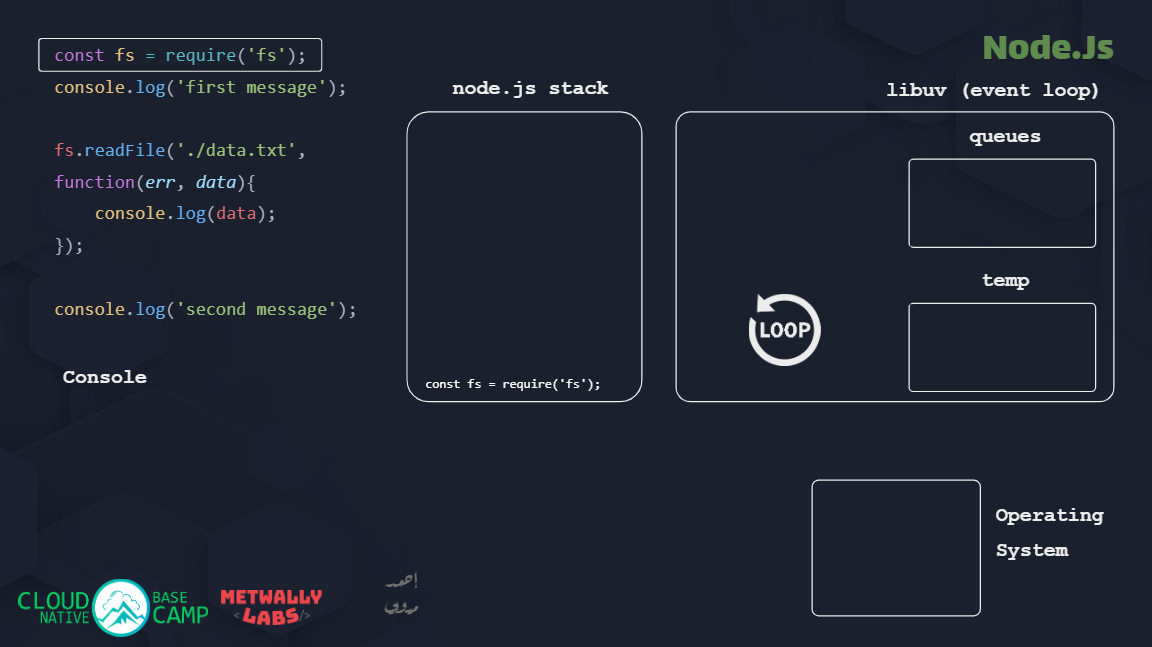 const fs = require('fs');
console.log('first message');
fs.readFile('./data.txt',
function(err, data){
    console.log(data);
});
console.log('second message');
Console
node.js stack
const fs = require('fs');
Node.Js
libuv (event loop)
queues
temp
LOOP
Operating
System
CLOUD NATIVE
BASE CAMP
METWALLY
<LABS/>
أحمد